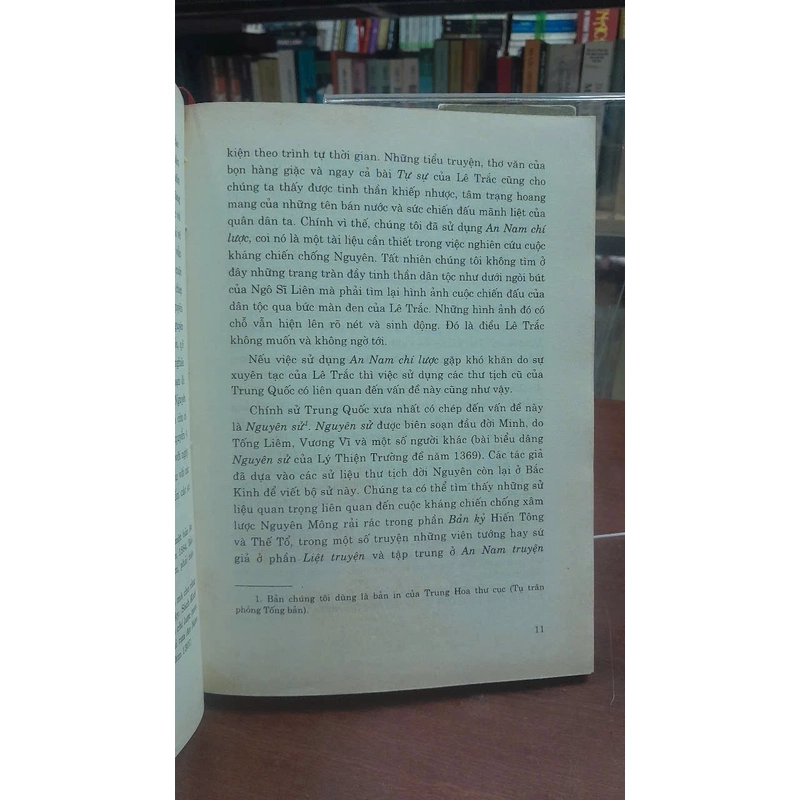 kiện theo trình tự thời gian. Những tiểu truyện, thơ văn của
bọn hàng giặc và ngay cả bài Tự sự của Lê Trắc cũng cho
chúng ta thấy được tinh thần khiếp nhược, tâm trạng hoang
mang của những tên bán nước và sức chiến đấu mãnh liệt của
quân dân ta. Chính vì thế, chúng tôi đã sử dụng An Nam chí
lược, coi nó là một tài liệu cần thiết trong việc nghiên cứu cuộc
kháng chiến chống Nguyên. Tất nhiên chúng tôi không tìm ở
đây những trang tràn đầy tinh thần dân tộc như dưới ngòi bút
của Ngô Sĩ Liên mà phải tìm lại hình ảnh cuộc chiến đấu của
dân tộc qua bức màn đen của Lê Trắc. Những hình ảnh đó có
chỗ vẫn hiện lên rõ nét và sinh động. Đó là điều Lê Trắc
không muốn và không ngờ tới.
Nếu việc sử dụng An Nam chí lược gặp khó khăn do sự
xuyên tạc của Lê Trắc thì việc sử dụng các thư tịch cũ của
Trung Quốc có liên quan đến vấn đề này cũng như vậy.
Chính sử Trung Quốc xưa nhất có chép đến vấn đề này
là Nguyên sử¹. Nguyên sử được biên soạn đầu đời Minh, do
Tống Liêm, Vương Vĩ và một số người khác (bài biểu dâng
Nguyên sử của Lý Thiện Trường đề năm 1369). Các tác giả
đã dựa vào các sử liệu thư tịch đời Nguyên còn lại ở Bắc
Kinh để viết bộ sử này. Chúng ta có thể tìm thấy những sử
liệu quan trọng liên quan đến cuộc kháng chiến chống xâm
lược Nguyên Mông rải rác trong phần Bản kỷ Hiến Tông
và Thế Tổ, trong một số truyện những viên tướng hay sứ
giả ở phần Liệt truyện và tập trung ở An Nam truyện
1. Bản chúng tôi dùng là bản in của Trung Hoa thư cục (Tụ trân
phỏng Tống bản).
11